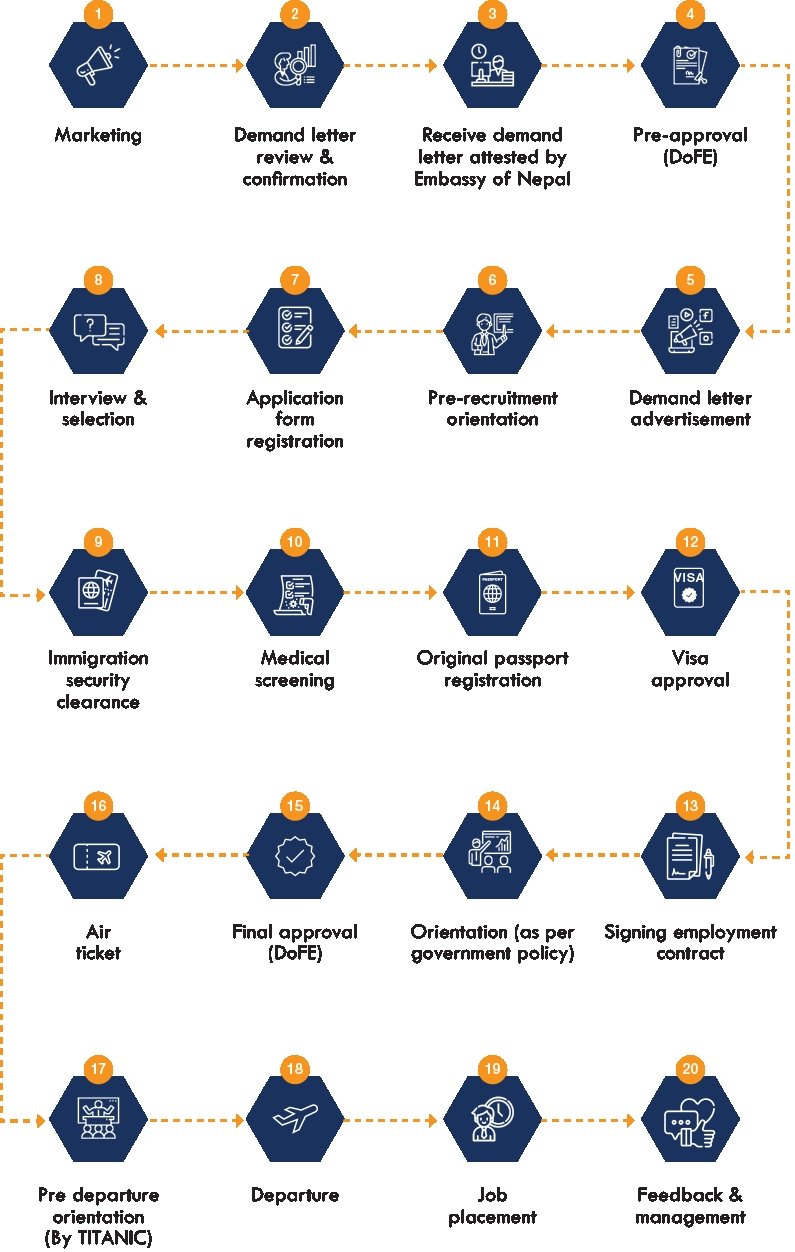 1
Marketing
2
Demand letter
review &
confirmation
3
Receive demand
letter attested by
Embassy of Nepal
4
Pre-approval
(DoFE)
5
Demand letter
advertisement
6
Pre-recruitment
orientation
7
Application
form
registration
8
?
Interview &
selection
9
Immigration
security
clearance
10
Medical
screening
11
PASSPORT
Original passport
registration
12
VISA
Visa
approval
13
Signing employment
contract
14
Orientation (as per
government policy)
15
Final approval
(DoFE)
16
Air
ticket
17
Pre departure
orientation
(By TITANIC)
18
Departure
19
Job
placement
20
Feedback &
management